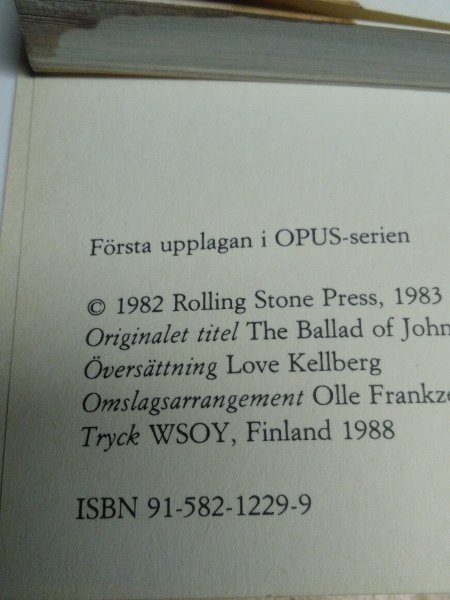 Första upplagan i OPUS-serien
© 1982 Rolling Stone Press, 1983
Originalet titel The Ballad of John
Översättning Love Kellberg
Omslagsarrangement Olle
Tryck WSOY, Finland 1988
ISBN 91-582-1229-9